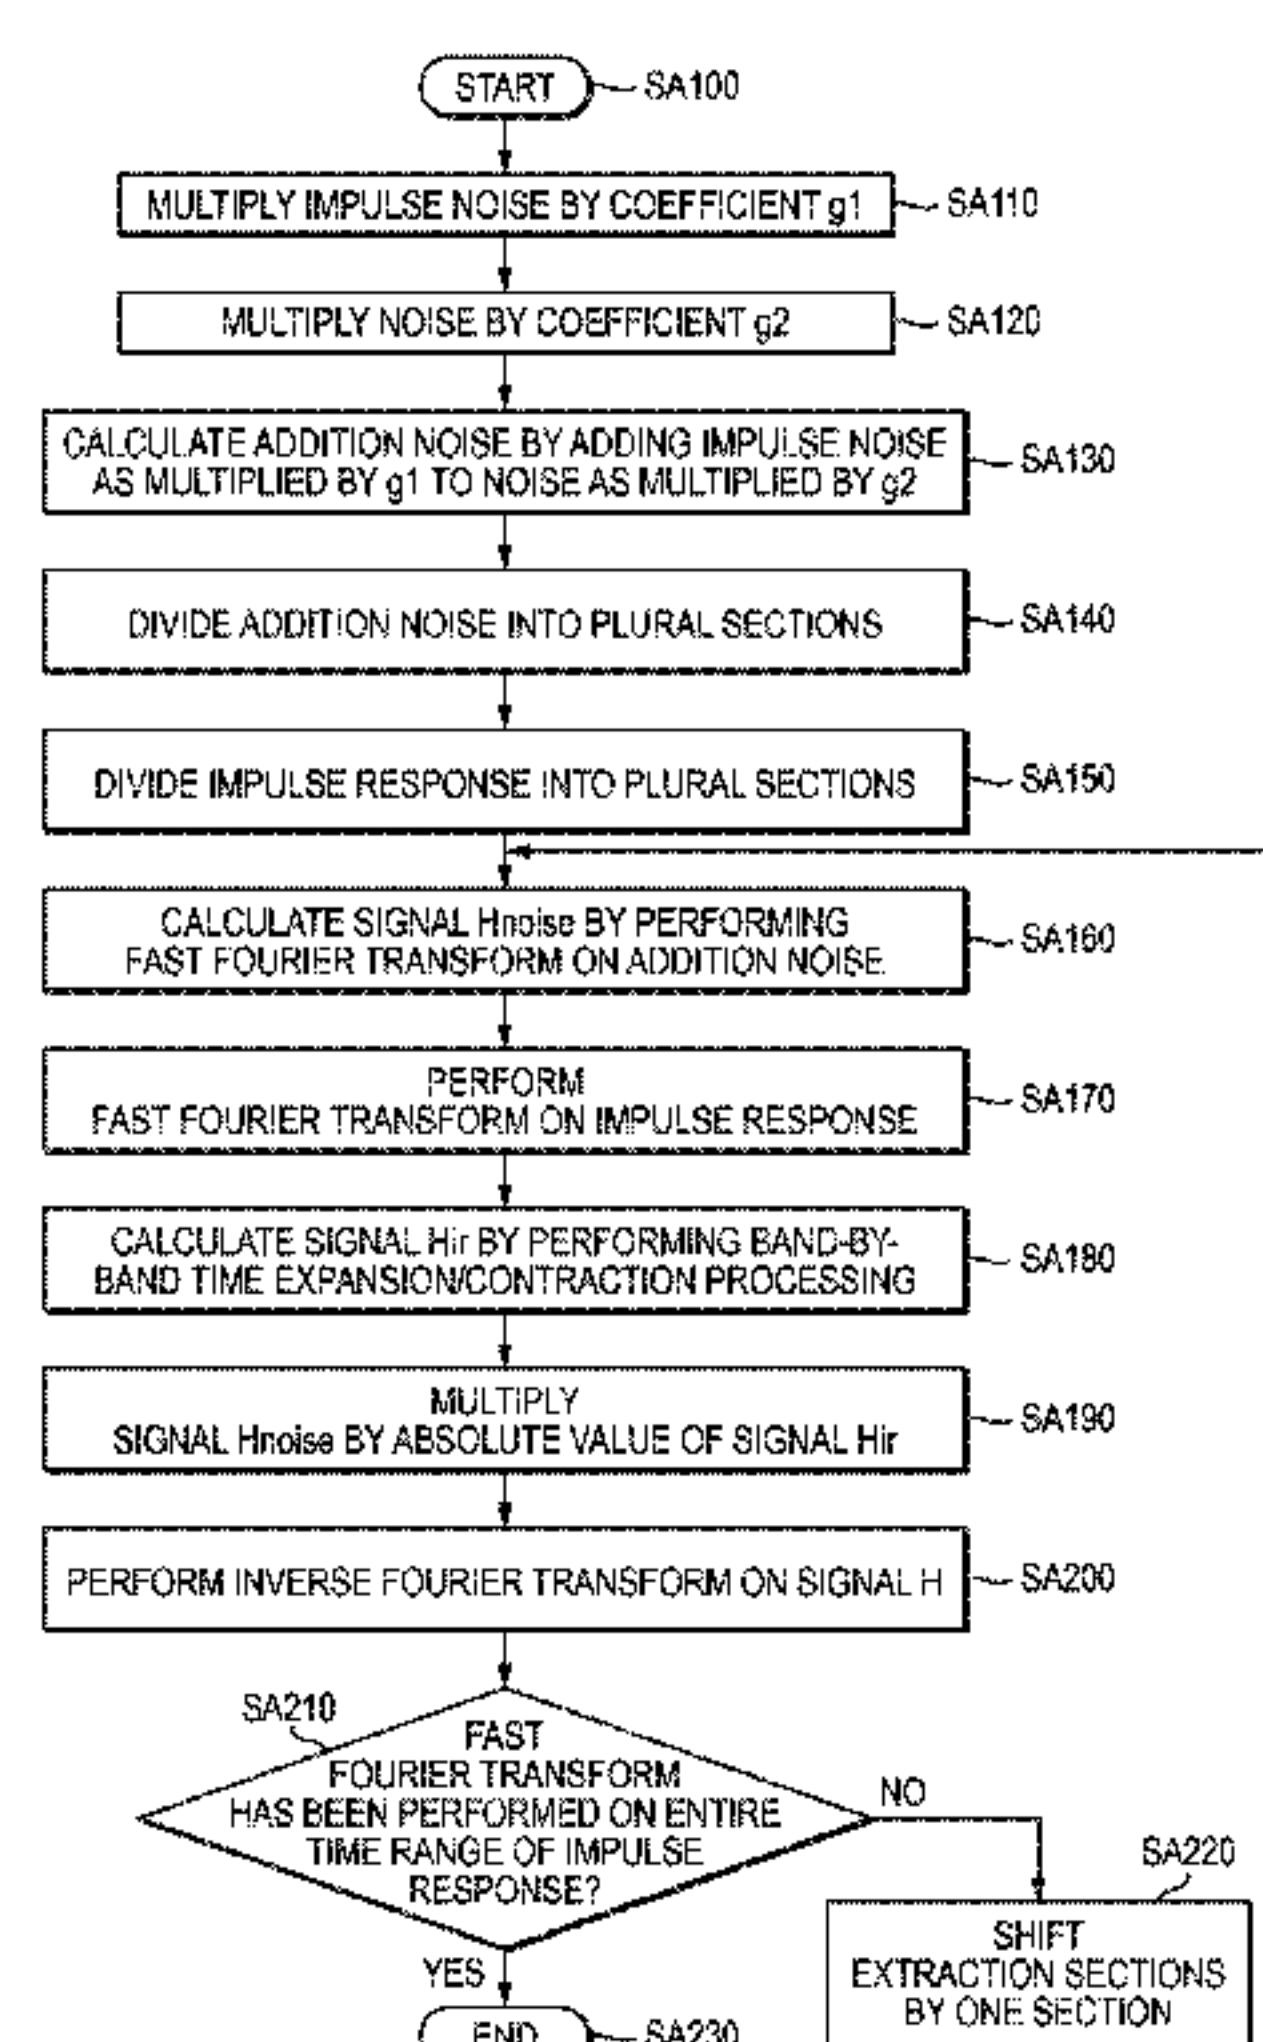 START
SA100
MULTIPLY IMPULSE NOISE BY COEFFICIENT g1
SA110
MULTIPLY NOISE BY COEFFICIENT g2
SA120
CALCULATE ADDITION NOISE BY ADDING IMPULSE NOISE
AS MULTIPLIED BY g1 TO NOISE AS MULTIPLIED BY g2
SA130
DIVIDE ADDITION NOISE INTO PLURAL SECTIONS
SA140
DIVIDE IMPULSE RESPONSE INTO PLURAL SECTIONS
SA150
CALCULATE SIGNAL Hnoise BY PERFORMING
FAST FOURIER TRANSFORM ON ADDITION NOISE
SA160
PERFORM
FAST FOURIER TRANSFORM ON IMPULSE RESPONSE
SA170
CALCULATE SIGNAL Hir BY PERFORMING BAND-BY-
BAND TIME EXPANSION/CONTRACTION PROCESSING
SA180
MULTIPLY
SIGNAL Hnoise BY ABSOLUTE VALUE OF SIGNAL Hir
SA190
PERFORM INVERSE FOURIER TRANSFORM ON SIGNAL H
SA200
SA210
FAST
FOURIER TRANSFORM
HAS BEEN PERFORMED ON ENTIRE
TIME RANGE OF IMPULSE
RESPONSE?
NO
SA220
SHIFT
EXTRACTION SECTIONS
BY ONE SECTION
YES
END
SA230